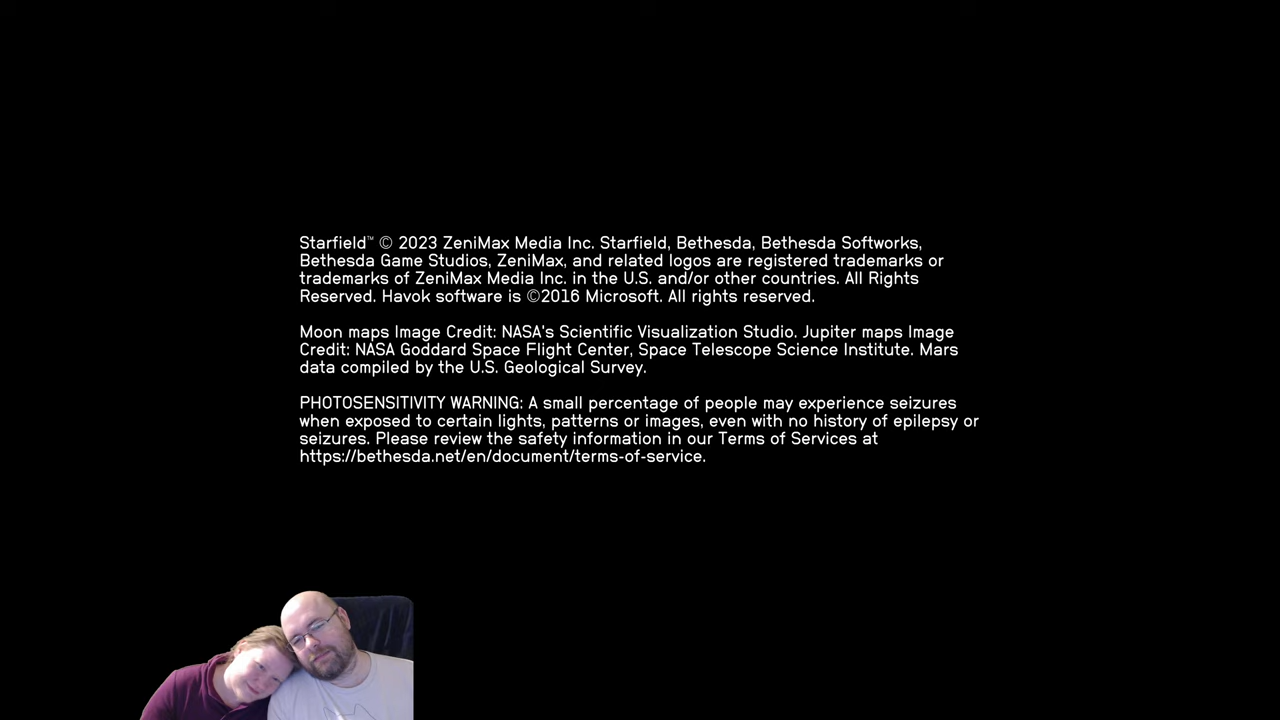 Starfield™ © 2023 ZeniMax Media Inc. Starfield, Bethesda, Bethesda Softworks,
Bethesda Game Studios, ZeniMax, and related logos are registered trademarks or
trademarks of ZeniMax Media Inc. in the U.S. and/or other countries. All Rights
Reserved. Havok software is ©2016 Microsoft. All rights reserved.
Moon maps Image Credit: NASA's Scientific Visualization Studio. Jupiter maps Image
Credit: NASA Goddard Space Flight Center, Space Telescope Science Institute. Mars
data compiled by the U.S. Geological Survey.
PHOTOSENSITIVITY WARNING: A small percentage of people may experience seizures
when exposed to certain lights, patterns or images, even with no history of epilepsy or
seizures. Please review the safety information in our Terms of Services at
https://bethesda.net/en/document/terms-of-service.